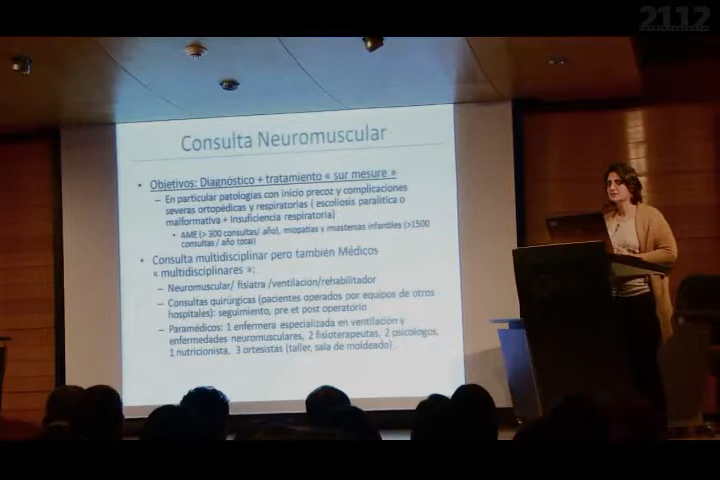 2112
Consulta Neuromuscular
• Objetivos: Diagnóstico + tratamiento « sur mesure »
– En particular patologías con inicio precoz y complicaciones
severas ortopédicas y respiratorias ( escoliosis paralitica o
malformativa + insuficiencia respiratoria)
• AME (> 300 consultas/ año), miopatias y miastenias infantiles (>1500
consultas / año total)
• Consulta multidisciplinar pero tambien Médicos
« multidisciplinares »:
– Neuromuscular/ fisiatra /ventilación/rehabilitador
– Consultas quirúrgicas (pacientes operados por equipos de otros
hospitales): seguimiento, pre et post operatorio
– Paramédicos: 1 enfermera especializada en ventilación y
enfermedades neuromusculares, 2 fisioterapeutas, 2 psicólogos,
1 nutricionista, 3 ortesistas (taller, sala de moldeado)